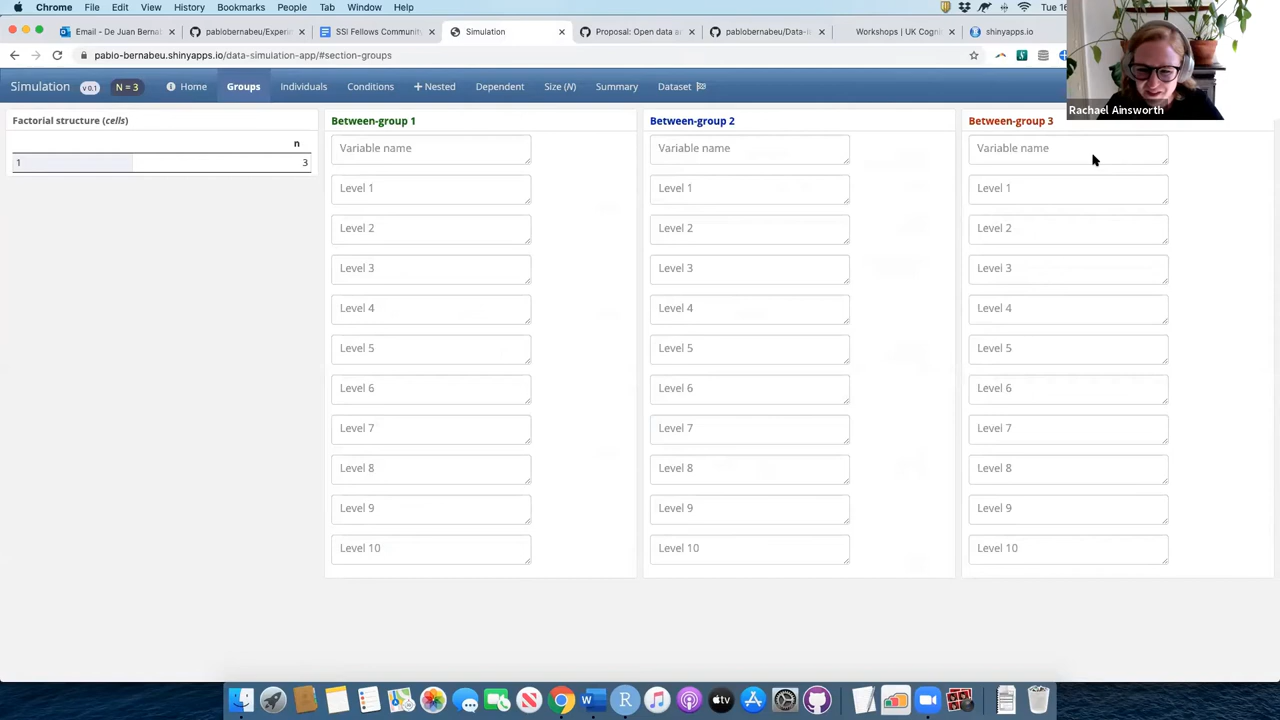 Chrome File Edit View History Bookmarks People Tab Window Help Tue 16
Email - De Juan Bernab
pablobernabeu/Experi
SSI Fellows Communit
Simulation
Proposal: Open data an
pablobernabeu/Data-i
Workshops | UK Cogni
shinyapps.io
pablo-bernabeu.shinyapps.io/data-simulation-app/#section-groups
Simulation v 0.1 N = 3 Home Groups Individuals Conditions + Nested Dependent Size (N) Summary Dataset
Rachael Ainsworth
Factorial structure (cells)
n
1 3
Between-group 1
Variable name
Level 1
Level 2
Level 3
Level 4
Level 5
Level 6
Level 7
Level 8
Level 9
Level 10
Between-group 2
Variable name
Level 1
Level 2
Level 3
Level 4
Level 5
Level 6
Level 7
Level 8
Level 9
Level 10
Between-group 3
Variable name
Level 1
Level 2
Level 3
Level 4
Level 5
Level 6
Level 7
Level 8
Level 9
Level 10